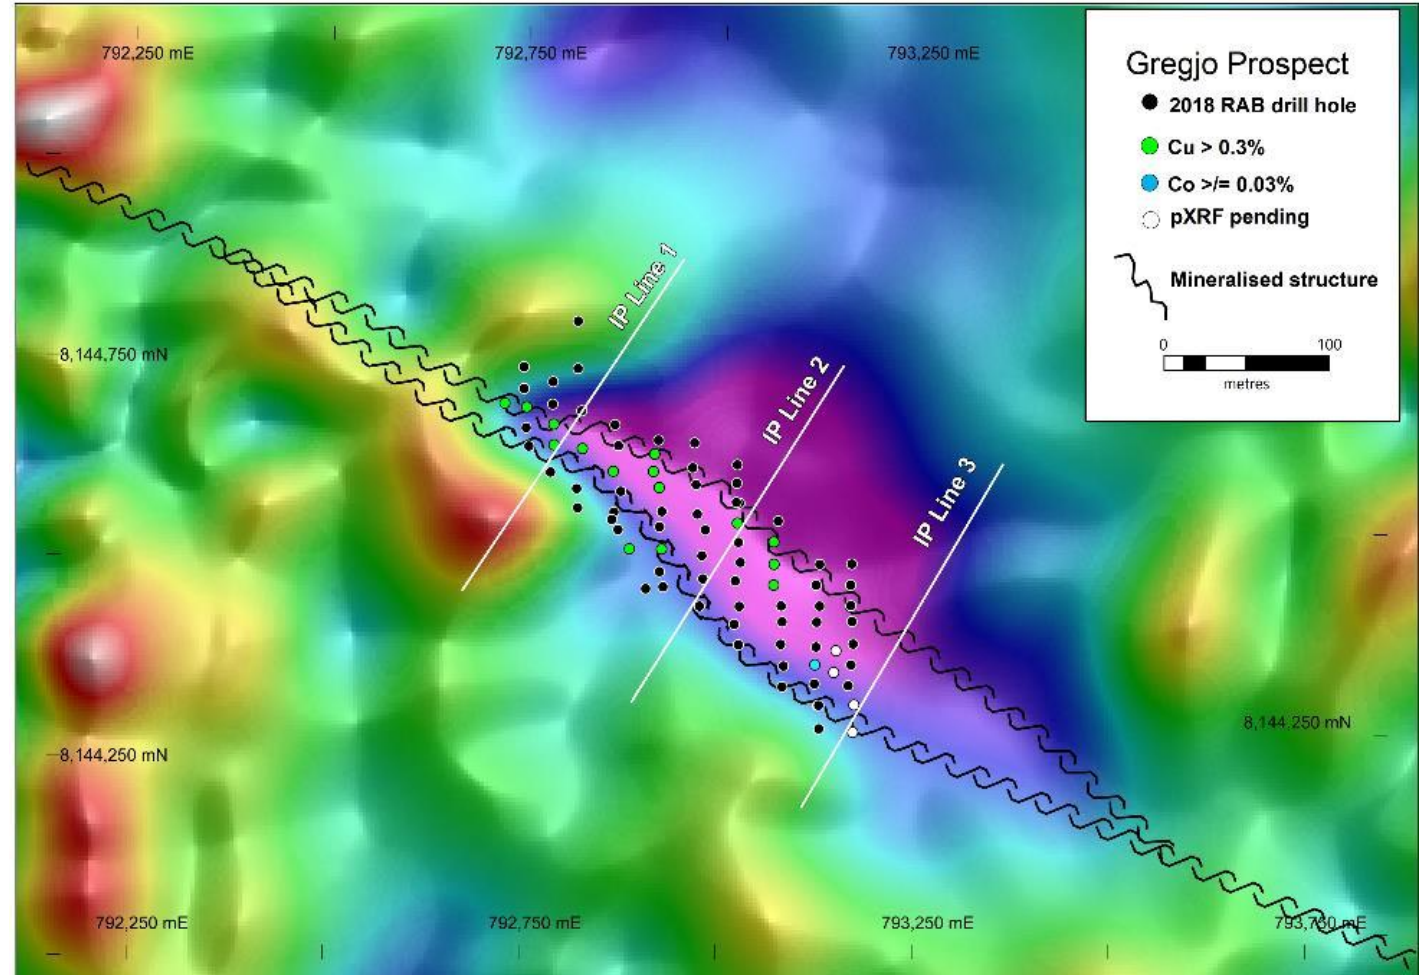 792,250 mE
792,750 mE
793,250 mE
Gregjo Prospect
2018 RAB drill hole
Cu > 0.3%
Co >/= 0.03%
pXRF pending
Mineralised structure
0 100
metres
IP Line 1
8,144,750 mN
IP Line 2
IP Line 3
8,144,250 mN
8,144,250 mN
792,250 mE
792,750 mE
793,250 mE
793,750 mE